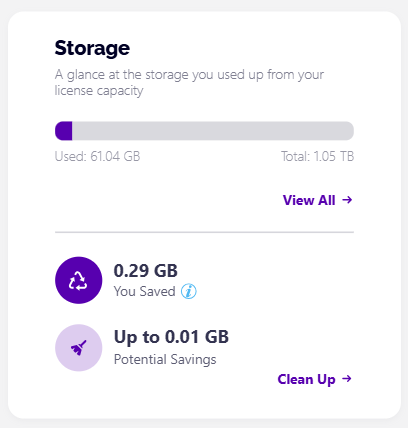 Storage
A glance at the storage you used up from your
license capacity
Used: 61.04 GB
Total: 1.05 TB
View All →
0.29 GB
You Saved i
Up to 0.01 GB
Potential Savings
Clean Up →